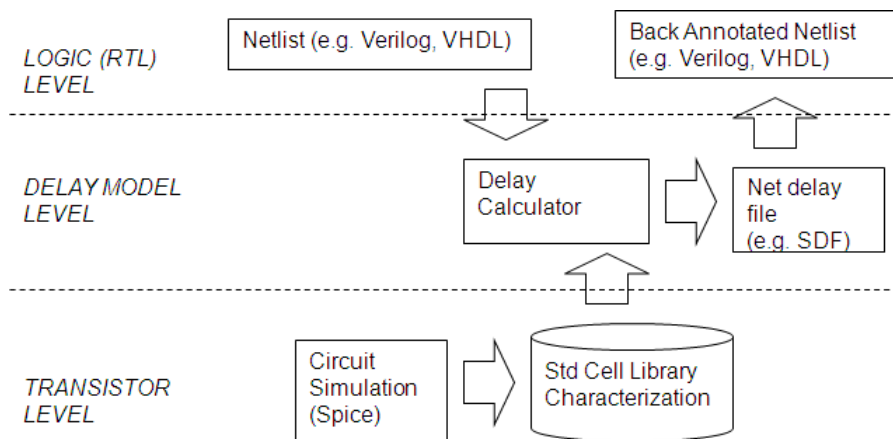 LOGIC (RTL)
LEVEL
Netlist (e.g. Verilog, VHDL)
Back Annotated Netlist
(e.g. Verilog, VHDL)
DELAY MODEL
LEVEL
Delay
Calculator
Net delay
file
(e.g. SDF)
TRANSISTOR
LEVEL
Circuit
Simulation
(Spice)
Std Cell Library
Characterization